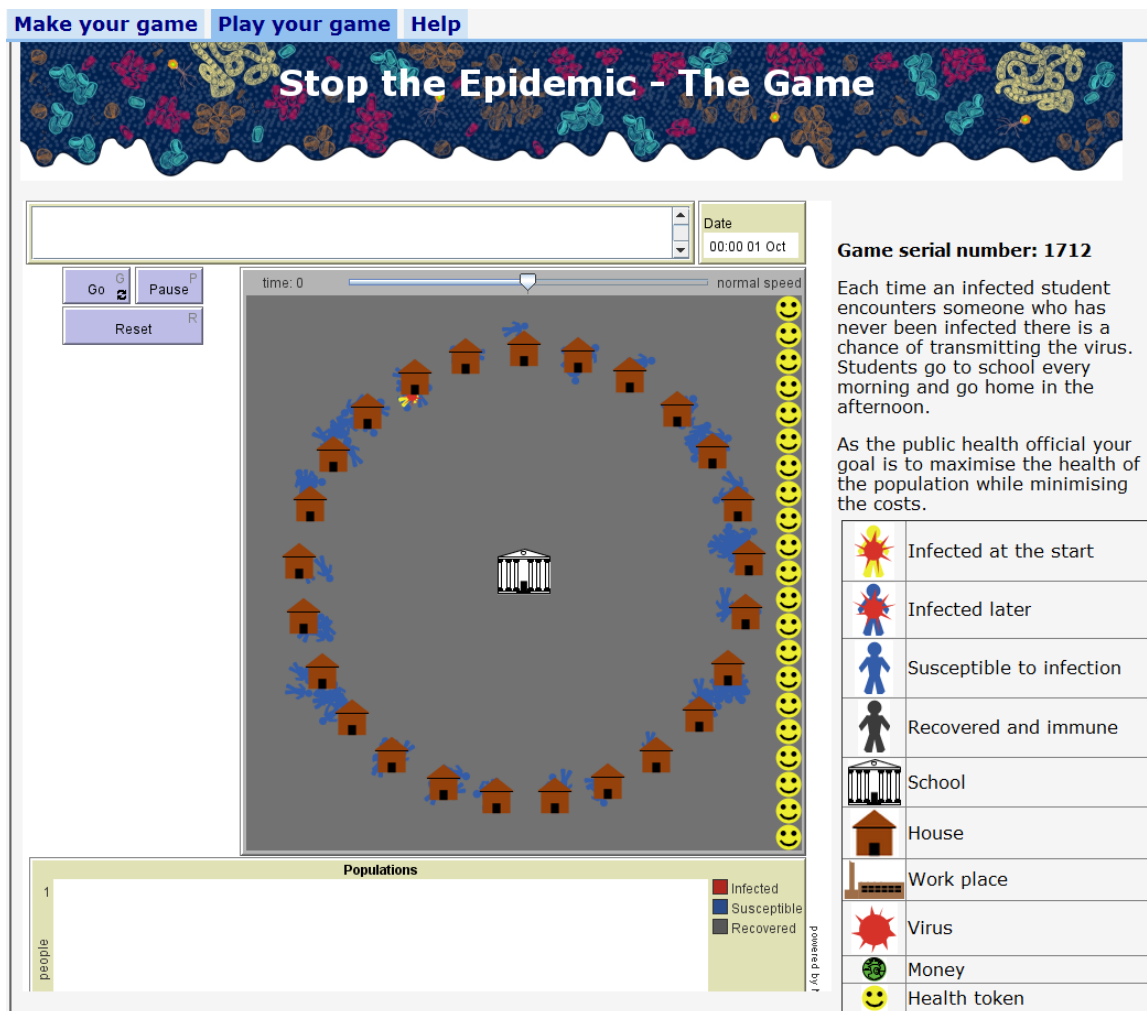 Make your game Play your game Help
Stop the Epidemic - The Game
Date
00:00 01 Oct
Go G
Pause P
Reset R
time: 0
normal speed
Game serial number: 1712
Each time an infected student
encounters someone who has
never been infected there is a
chance of transmitting the virus.
Students go to school every
morning and go home in the
afternoon.
As the public health official your
goal is to maximise the health of
the population while minimising
the costs.
Infected at the start
Infected later
Susceptible to infection
Recovered and immune
School
House
Work place
Virus
Money
Health token
Populations
1
people
Infected
Susceptible
Recovered
powered by